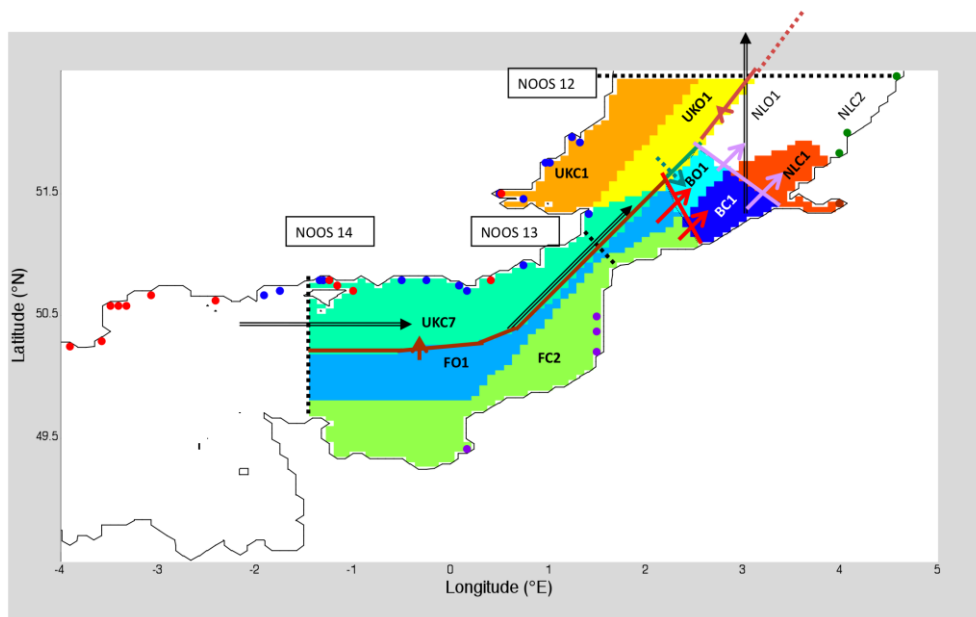 NOOS 12
UKO1
NLO1
NLC2
UKC1
BO1
NLC1
BC1
51.5
NOOS 14
NOOS 13
50.5
UKC7
FO1
FC2
49.5
Latitude (°N)
-4
-3
-2
-1
0
1
2
3
4
5
Longitude (°E)